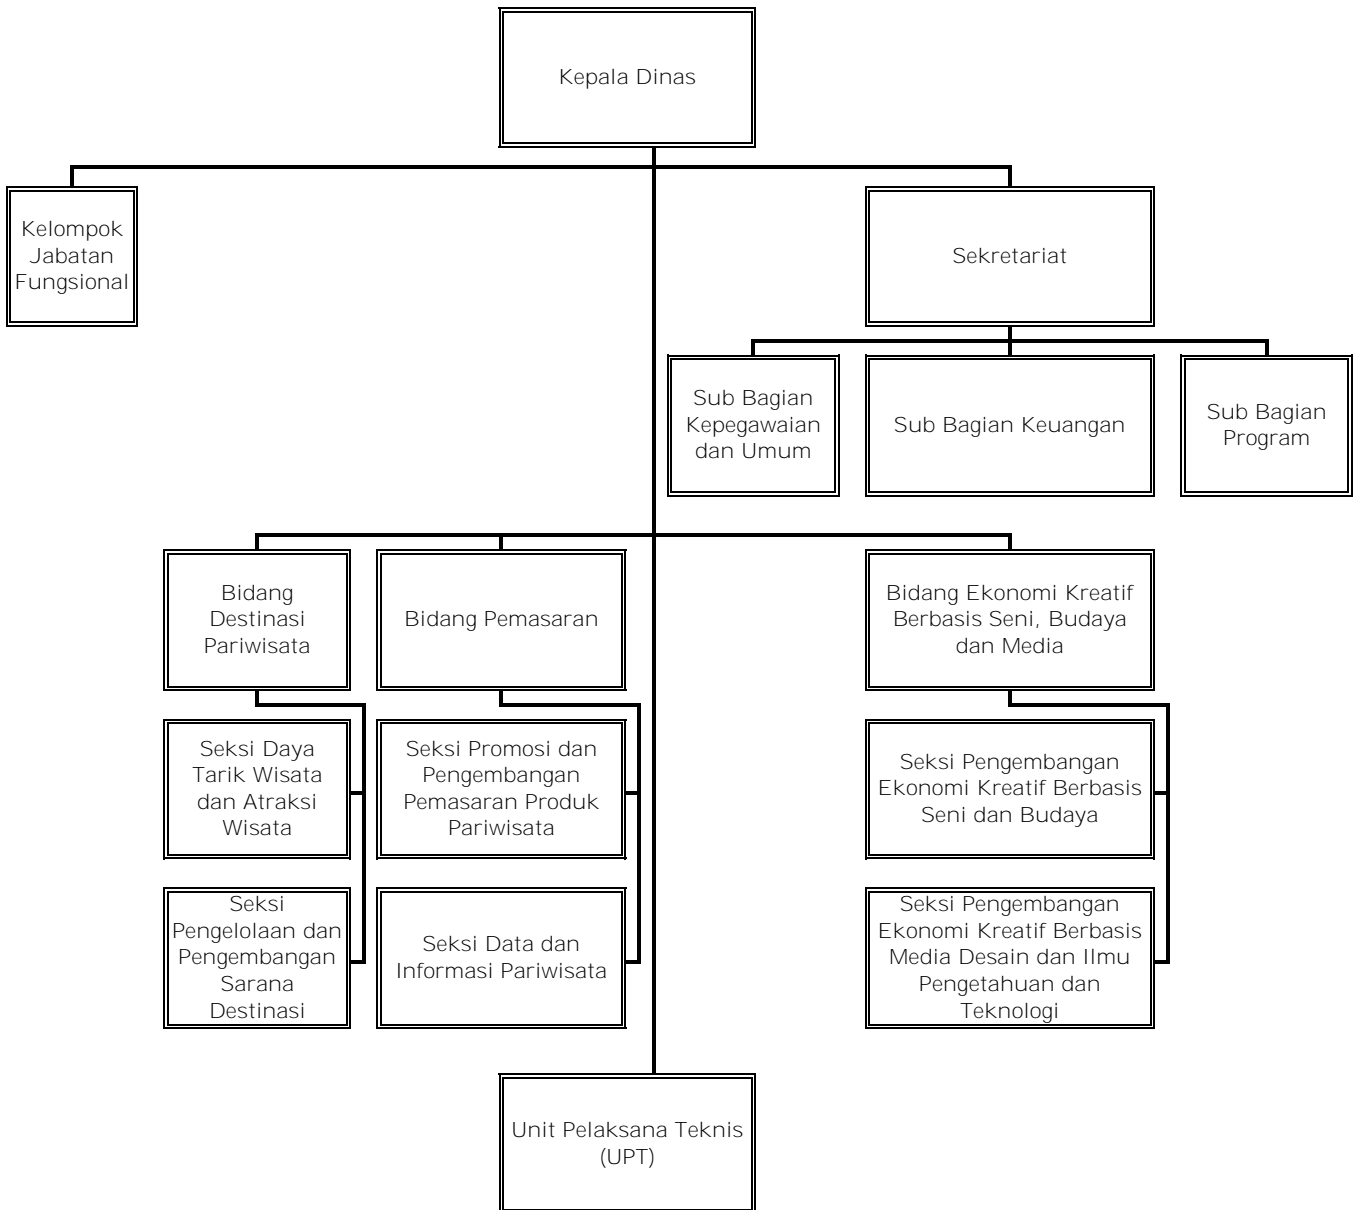 Kepala Dinas
Kelompok
Jabatan
Fungsional
Sekretariat
Sub Bagian
Kepegawaian
dan Umum
Sub Bagian Keuangan
Sub Bagian
Program
Bidang
Destinasi
Pariwisata
Bidang Pemasaran
Bidang Ekonomi Kreatif
Berbasis Seni, Budaya
dan Media
Seksi Daya
Tarik Wisata
dan Atraksi
Wisata
Seksi Promosi dan
Pengembangan
Pemasaran Produk
Pariwisata
Seksi Pengembangan
Ekonomi Kreatif Berbasis
Seni dan Budaya
Seksi
Pengelolaan dan
Pengembangan
Sarana
Destinasi
Seksi Data dan
Informasi Pariwisata
Seksi Pengembangan
Ekonomi Kreatif Berbasis
Media Desain dan Ilmu
Pengetahuan dan
Teknologi
Unit Pelaksana Teknis
(UPT)